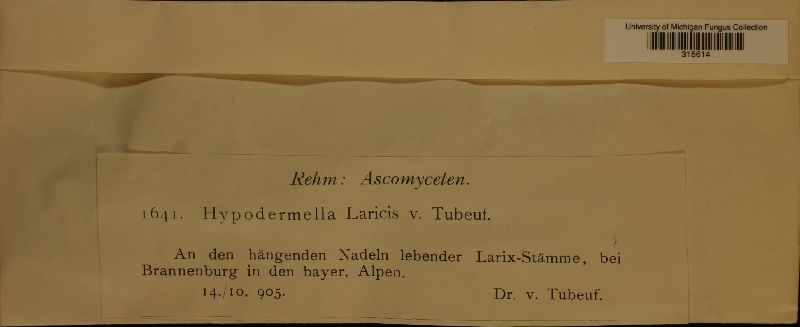 University of Michigan Fungus Collection
315614
Rehm: Ascomyceten.
1641. Hypodermella Laricis v. Tubeuf.
An den hängenden Nadeln lebender Larix-Stämme, bei
Brannenburg in den bayer. Alpen.
14./10. 905. Dr. v. Tubeuf.